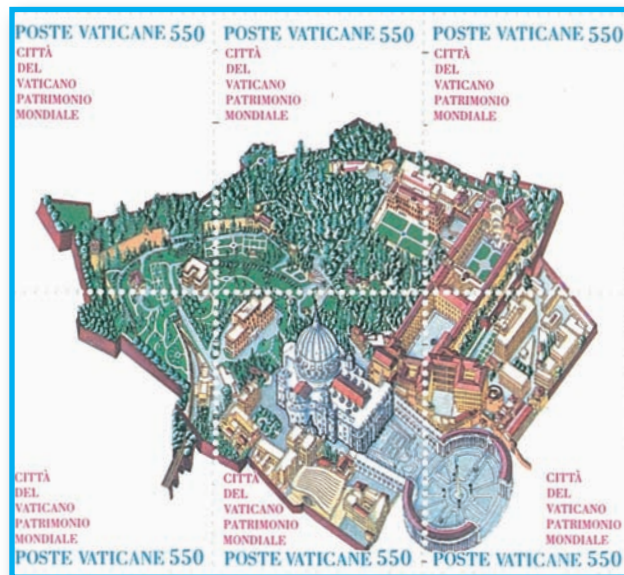 POSTE VATICANE 550
CITTÀ
DEL
VATICANO
PATRIMONIO
MONDIALE
POSTE VATICANE 550
CITTÀ
DEL
VATICANO
PATRIMONIO
MONDIALE
POSTE VATICANE 550
CITTÀ
DEL
VATICANO
PATRIMONIO
MONDIALE
CITTÀ
DEL
VATICANO
PATRIMONIO
MONDIALE
POSTE VATICANE 550
CITTÀ
DEL
VATICANO
PATRIMONIO
MONDIALE
POSTE VATICANE 550
CITTÀ
DEL
VATICANO
PATRIMONIO
MONDIALE
POSTE VATICANE 550